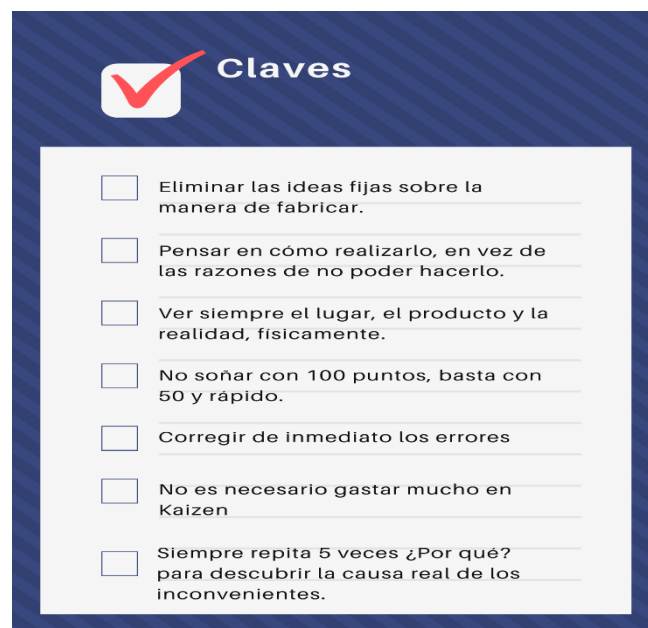 Claves
Eliminar las ideas fijas sobre la
manera de fabricar.
Pensar en cómo realizarlo, en vez de
las razones de no poder hacerlo.
Ver siempre el lugar, el producto y la
realidad, físicamente.
No soñar con 100 puntos, basta con
50 y rápido.
Corregir de inmediato los errores
No es necesario gastar mucho en
Kaizen
Siempre repita 5 veces ¿Por qué?
para descubrir la causa real de los
inconvenientes.